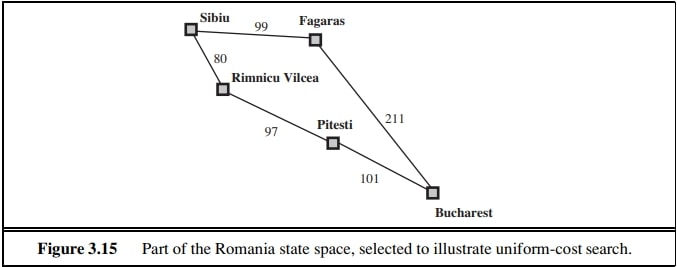 Sibiu
99
Fagaras
80
Rimnicu Vilcea
97
Pitesti
211
101
Bucharest
Figure 3.15 Part of the Romania state space, selected to illustrate uniform-cost search.